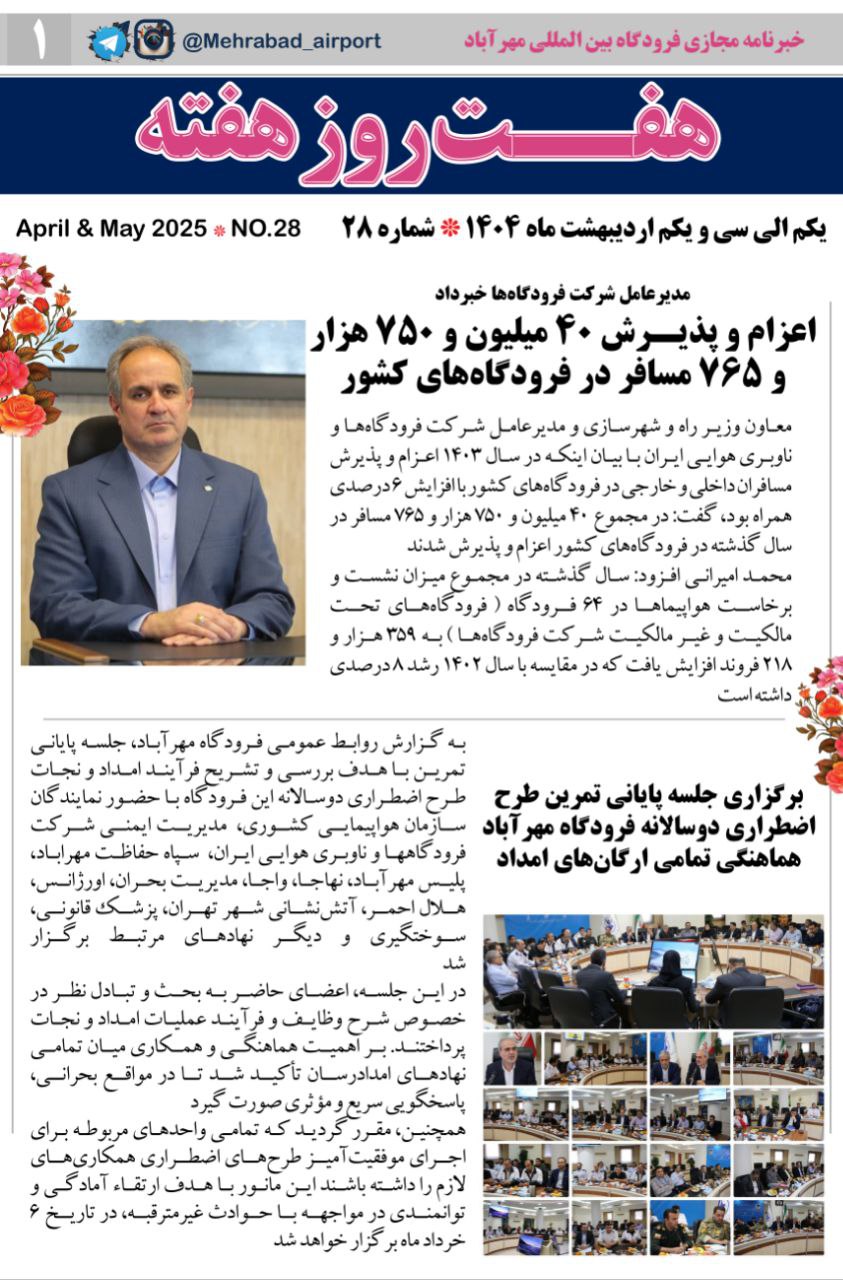 خبرنامه مجازی فرودگاه بین المللی مهرآباد
@Mehrabad_airport
۱
هفت روز هفته
یکم الی سی و یکم اردیبهشت ماه ۱۴۰۴ * شماره ۲۸
April & May 2025 * NO.28
مدیرعامل شرکت فرودگاه‌ها خبرداد
اعزام و پذیرش ۴۰ میلیون و ۷۵۰ هزار
و ۷۶۵ مسافر در فرودگاه‌های کشور
معاون وزیر راه و شهرسازی و مدیرعامل شرکت فرودگاه‌ها و
ناوبری هوایی ایران با بیان اینکه در سال ۱۴۰۳ اعزام و پذیرش
مسافران داخلی و خارجی در فرودگاه‌های کشور با افزایش ۶ درصدی
همراه بود، گفت: در مجموع ۴۰ میلیون و ۷۵۰ هزار و ۷۶۵ مسافر در
سال گذشته در فرودگاه‌های کشور اعزام و پذیرش شدند
محمد امیرانی افزود: سال گذشته در مجموع میزان نشست و
برخاست هواپیماها در ۶۴ فرودگاه ( فرودگاه‌های تحت
مالکیت و غیر مالکیت شرکت فرودگاه‌ها ) به ۳۵۹ هزار و
۲۱۸ فروند افزایش یافت که در مقایسه با سال ۱۴۰۲ رشد ۸ درصدی
داشته است
برگزاری جلسه پایانی تمرین طرح
اضطراری دوسالانه فرودگاه مهرآباد
هماهنگی تمامی ارگان‌های امداد
به گزارش روابط عمومی فرودگاه مهرآباد، جلسه پایانی
تمرین با هدف بررسی و تشریح فرآیند امداد و نجات
طرح اضطراری دوسالانه این فرودگاه با حضور نمایندگان
سازمان هواپیمایی کشوری، مدیریت ایمنی شرکت
فرودگاهها و ناوبری هوایی ایران، سپاه حفاظت مهراباد،
پلیس مهرآباد، نهاجا، واجا، مدیریت بحران، اورژانس،
هلال احمر، آتش‌نشانی شهر تهران، پزشک قانونی،
سوختگیری و دیگر نهادهای مرتبط برگزار
شد
در این جلسه، اعضای حاضر به بحث و تبادل نظر در
خصوص شرح وظایف و فرآیند عملیات امداد و نجات
پرداختند. بر اهمیت هماهنگی و همکاری میان تمامی
نهادهای امدادرسان تأکید شد تا در مواقع بحرانی،
پاسخگویی سریع و مؤثری صورت گیرد
همچنین، مقرر گردید که تمامی واحدهای مربوطه برای
اجرای موفقیت‌آمیز طرح‌های اضطراری همکاری‌های
لازم را داشته باشند این مانور با هدف ارتقاء آمادگی و
توانمندی در مواجهه با حوادث غیرمترقبه، در تاریخ ۶
خرداد ماه برگزار خواهد شد